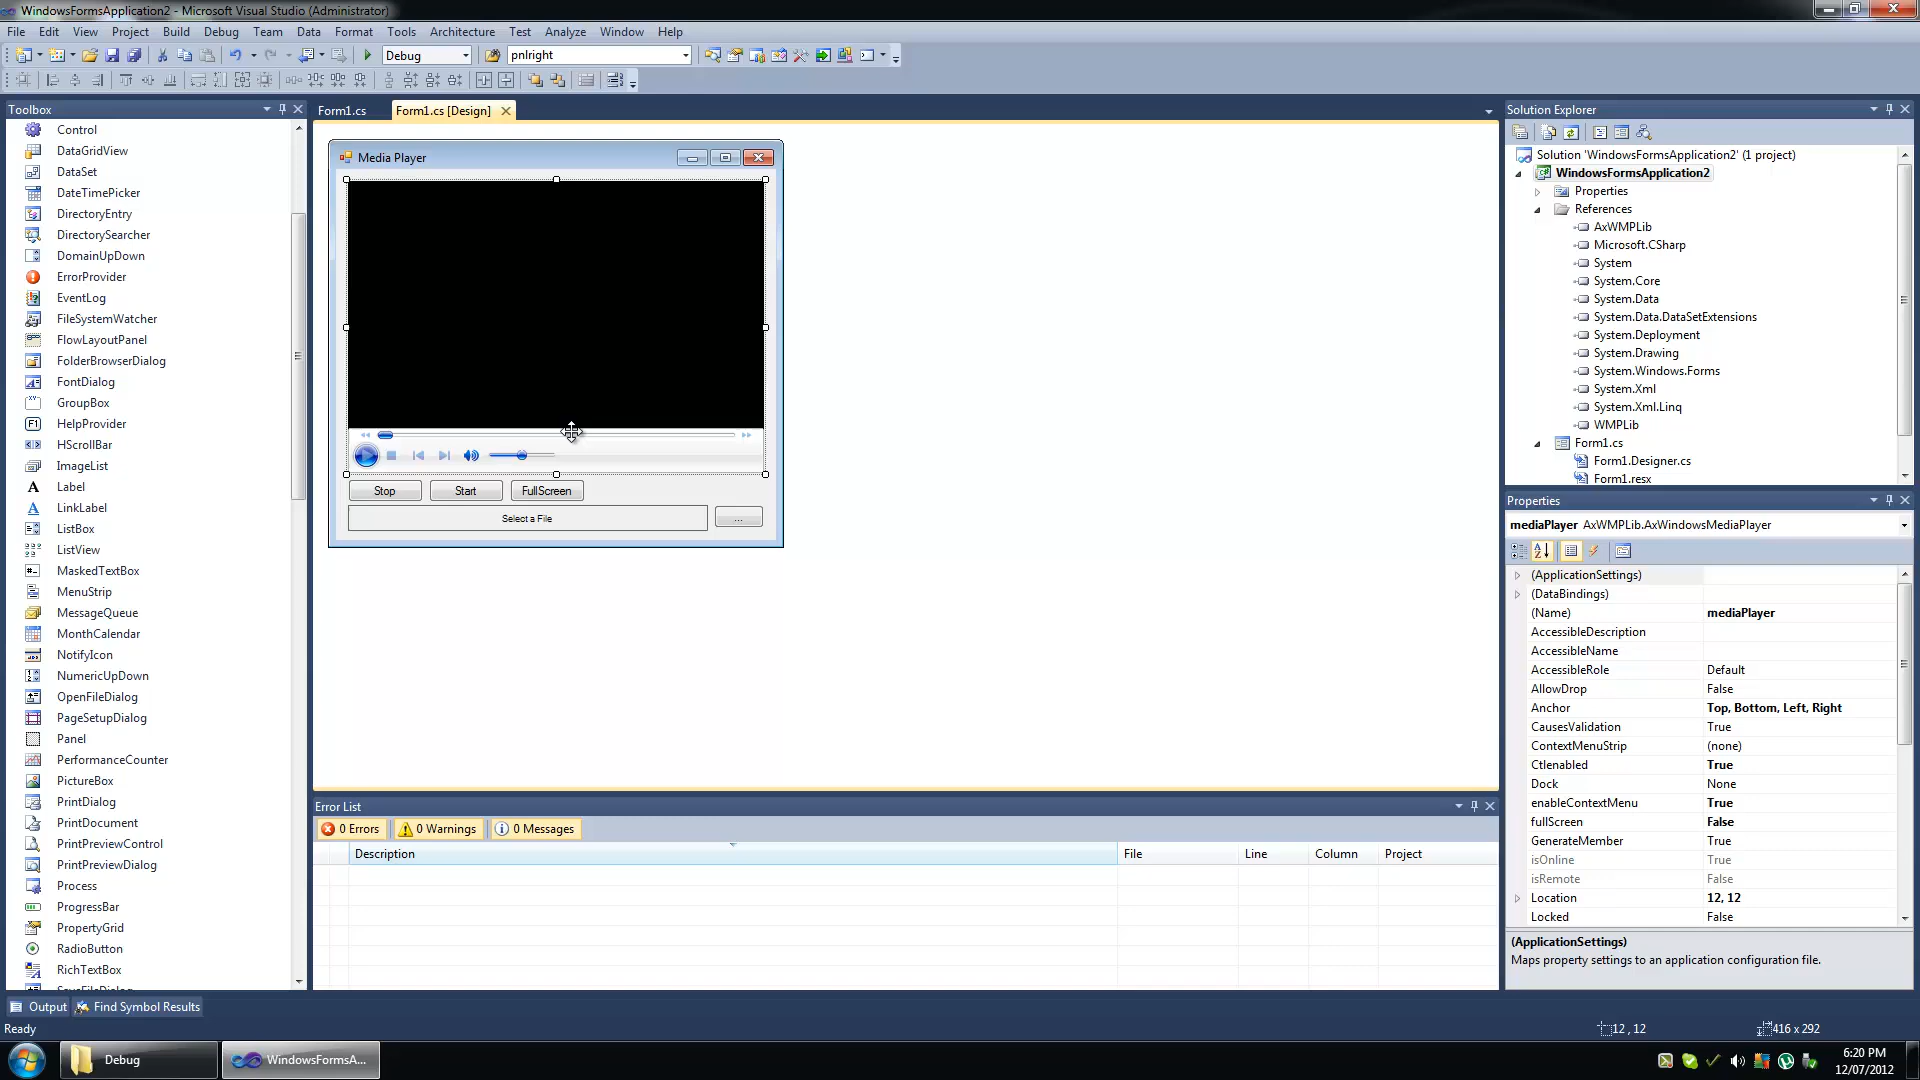 WindowsFormsApplication2 - Microsoft Visual Studio (Administrator)
File Edit View Project Build Debug Team Data Format Tools Architecture Test Analyze Window Help
Debug pnlright
Toolbox
Control
DataGridView
DataSet
DateTimePicker
DirectoryEntry
DirectorySearcher
DomainUpDown
ErrorProvider
EventLog
FileSystemWatcher
FlowLayoutPanel
FolderBrowserDialog
FontDialog
GroupBox
HelpProvider
HScrollBar
ImageList
Label
LinkLabel
ListBox
ListView
MaskedTextBox
MenuStrip
MessageQueue
MonthCalendar
NotifyIcon
NumericUpDown
OpenFileDialog
PageSetupDialog
Panel
PerformanceCounter
PictureBox
PrintDialog
PrintDocument
PrintPreviewControl
PrintPreviewDialog
Process
ProgressBar
PropertyGrid
RadioButton
RichTextBox
Form1.cs Form1.cs [Design]
Media Player
Stop Start FullScreen
Select a File ...
Error List
0 Errors 0 Warnings 0 Messages
Description File Line Column Project
Solution Explorer
Solution 'WindowsFormsApplication2' (1 project)
WindowsFormsApplication2
Properties
References
AxWMPLib
Microsoft.CSharp
System
System.Core
System.Data
System.Data.DataSetExtensions
System.Deployment
System.Drawing
System.Windows.Forms
System.Xml
System.Xml.Linq
WMPLib
Form1.cs
Form1.Designer.cs
Form1.resx
Properties
mediaPlayer AxWMPLib.AxWindowsMediaPlayer
(ApplicationSettings)
(DataBindings)
(Name) mediaPlayer
AccessibleDescription
AccessibleName
AccessibleRole Default
AllowDrop False
Anchor Top, Bottom, Left, Right
CausesValidation True
ContextMenuStrip (none)
Ctlenabled True
Dock None
enableContextMenu True
fullScreen False
GenerateMember True
isOnline True
isRemote False
Location 12, 12
Locked False
(ApplicationSettings)
Maps property settings to an application configuration file.
Output Find Symbol Results
Ready 12 , 12 416 x 292
Debug WindowsFormsA...
6:20 PM
12/07/2012